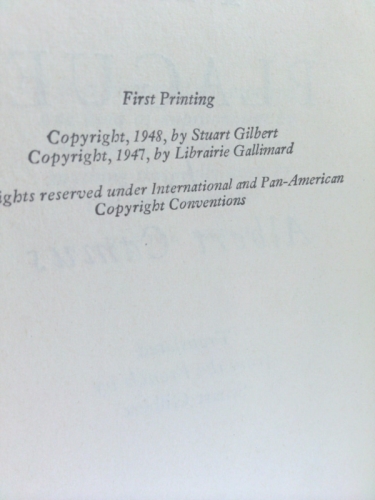 First Printing
Copyright, 1948, by Stuart Gilbert
Copyright, 1947, by Librairie Gallimard
ights reserved under International and Pan-American
Copyright Conventions